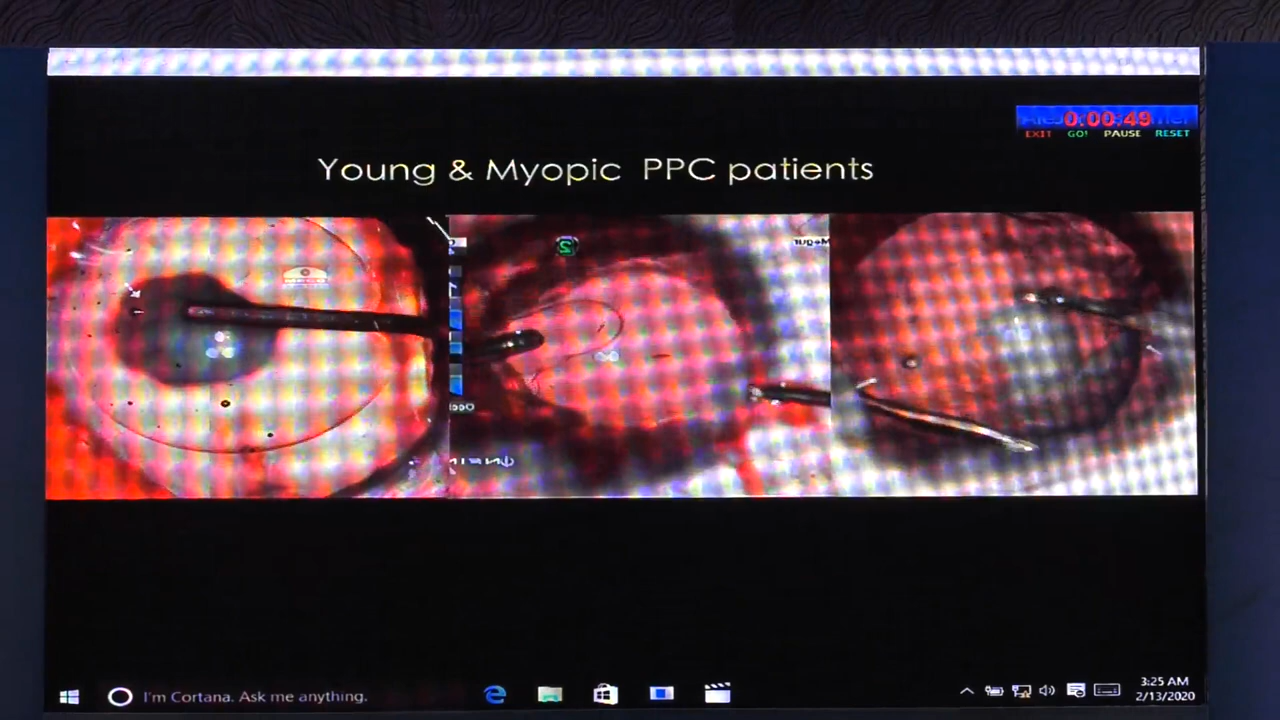 0:00:49
EXIT GO! PAUSE RESET
Young & Myopic PPC patients
2
I'm Cortana. Ask me anything.
3:25 AM
2/13/2020